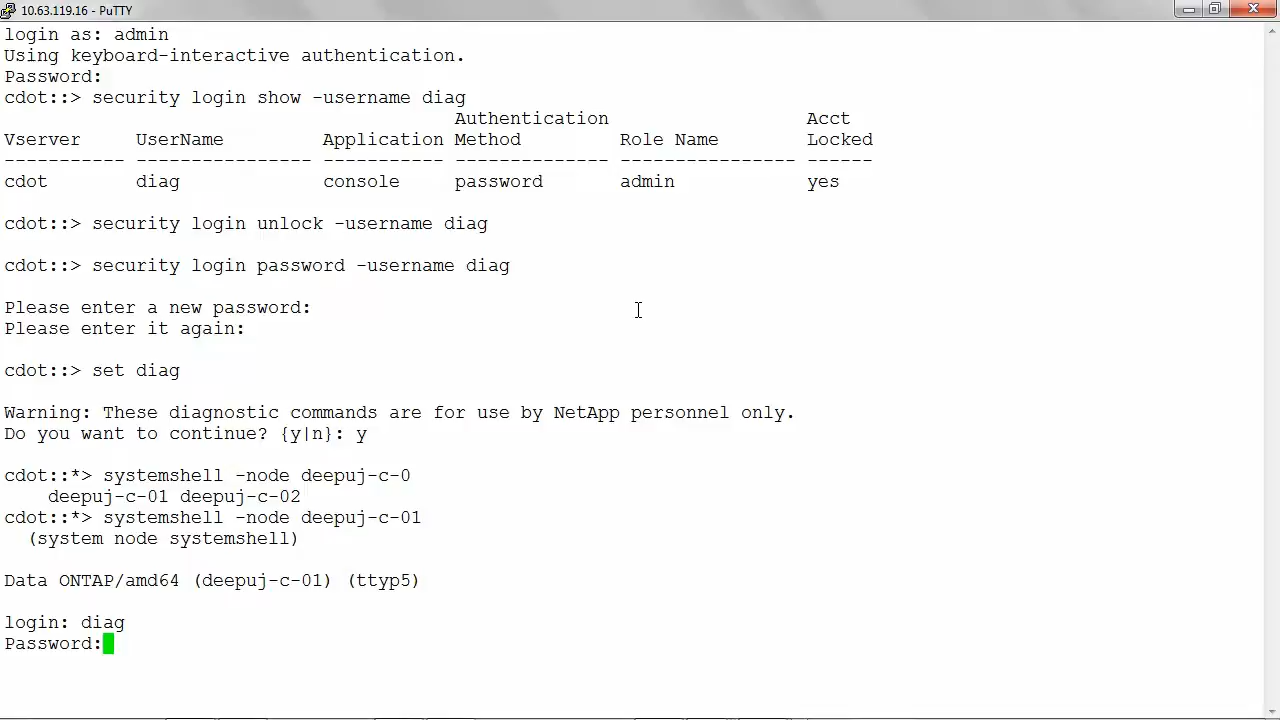 10.63.119.16 - PuTTY
login as: admin
Using keyboard-interactive authentication.
Password:
cdot::> security login show -username diag
                                         Authentication                  Acct
Vserver     UserName         Application Method         Role Name        Locked
----------- ---------------- ----------- -------------- ---------------- ------
cdot        diag             console     password       admin            yes
cdot::> security login unlock -username diag
cdot::> security login password -username diag
Please enter a new password:
Please enter it again:
cdot::> set diag
Warning: These diagnostic commands are for use by NetApp personnel only.
Do you want to continue? {y|n}: y
cdot::*> systemshell -node deepuj-c-0
    deepuj-c-01 deepuj-c-02
cdot::*> systemshell -node deepuj-c-01
  (system node systemshell)
Data ONTAP/amd64 (deepuj-c-01) (ttyp5)
login: diag
Password: